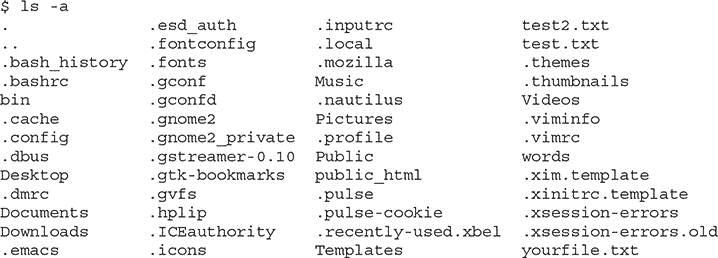 $ ls -a
. .esd_auth .inputrc test2.txt
.. .fontconfig .local test.txt
.bash_history .fonts .mozilla .themes
.bashrc .gconf Music .thumbnails
bin .gconfd .nautilus Videos
.cache .gnome2 Pictures .viminfo
.config .gnome2_private .profile .vimrc
.dbus .gstreamer-0.10 Public words
Desktop .gtk-bookmarks public_html .xim.template
.dmrc .gvfs .pulse .xinitrc.template
Documents .hplip .pulse-cookie .xsession-errors
Downloads .ICEauthority .recently-used.xbel .xsession-errors.old
.emacs .icons Templates yourfile.txt